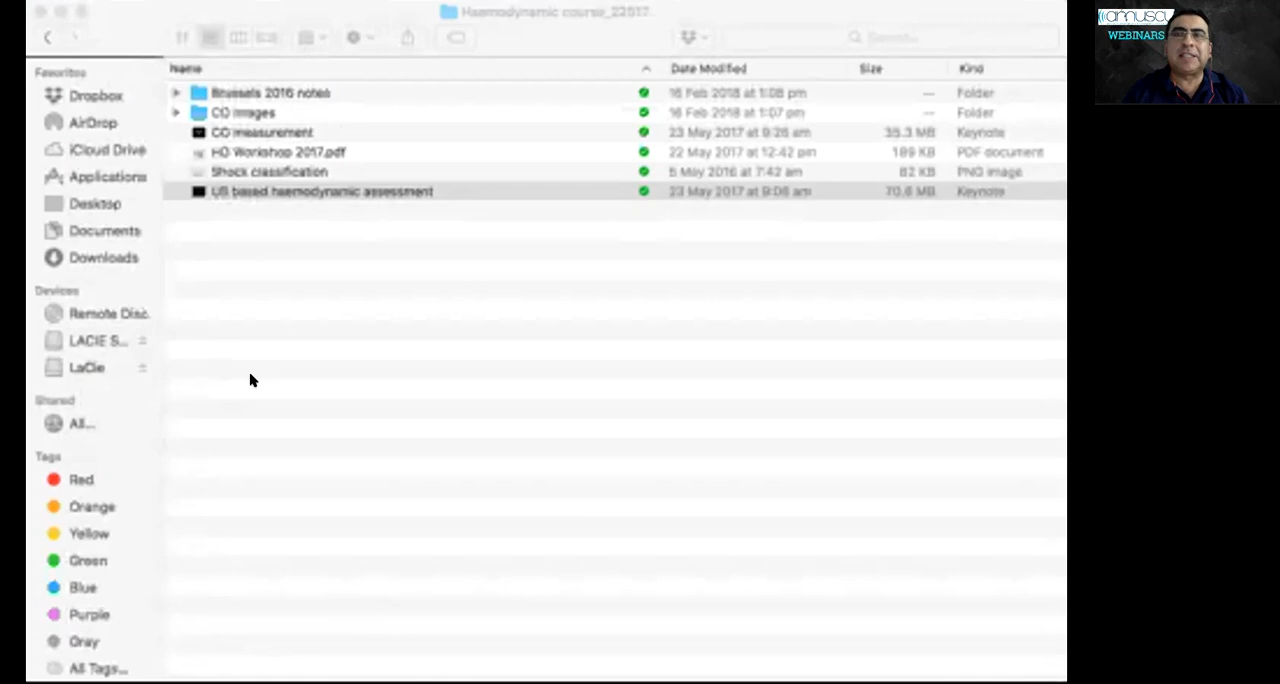 Haemodynamic course_22517
Search
Favorites
Dropbox
AirDrop
iCloud Drive
Applications
Desktop
Documents
Downloads
Devices
Remote Disc
LACIE S...
LaCie
Shared
All...
Tags
Red
Orange
Yellow
Green
Blue
Purple
Gray
All Tags...
Name Date Modified Size Kind
Brussels 2016 notes 16 Feb 2018 at 1:08 pm -- Folder
CO images 16 Feb 2018 at 1:07 pm -- Folder
CO measurement 23 May 2017 at 9:26 am 35.3 MB Keynote
HD Workshop 2017.pdf 22 May 2017 at 12:42 pm 189 KB PDF document
Shock classification 5 May 2016 at 7:42 am 82 KB PNG image
US based haemodynamic assessment 23 May 2017 at 9:08 am 70.6 MB Keynote
WEBINARS